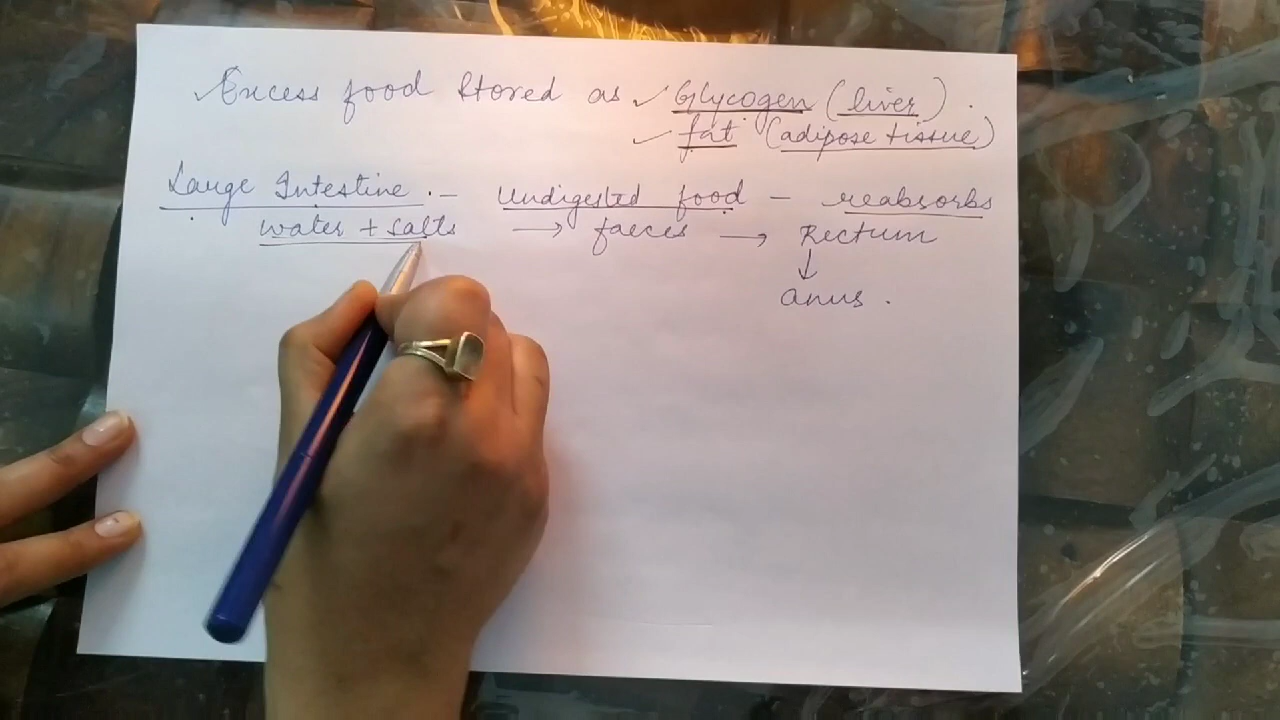 ✓ Excess food stored as ✓ Glycogen (liver).
✓ fat (adipose tissue)
Large Intestine :- Undigested food - reabsorbs
water + salts → faeces → Rectum
↓
anus.